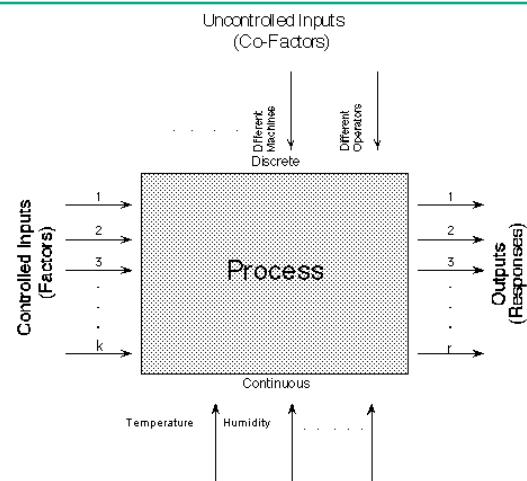 Uncontrolled Inputs
(Co-Factors)
. . . . .
Different
Machines
Different
Operators
Discrete
Controlled Inputs
(Factors)
1
2
3
.
.
.
k
Process
1
2
3
.
.
.
r
Outputs
(Responses)
Continuous
Temperature
Humidity
. . . . .